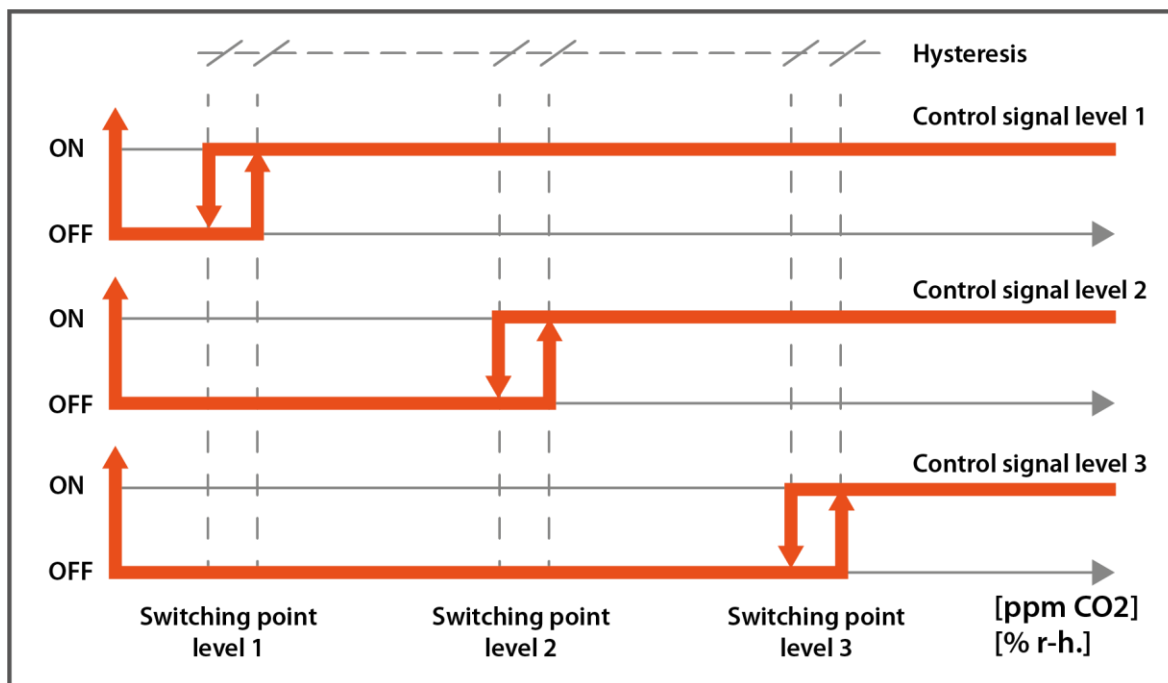 Hysteresis
Control signal level 1
ON
OFF
Control signal level 2
ON
OFF
Control signal level 3
ON
OFF
Switching point
level 1
Switching point
level 2
Switching point
level 3
[ppm CO2]
[% r-h.]